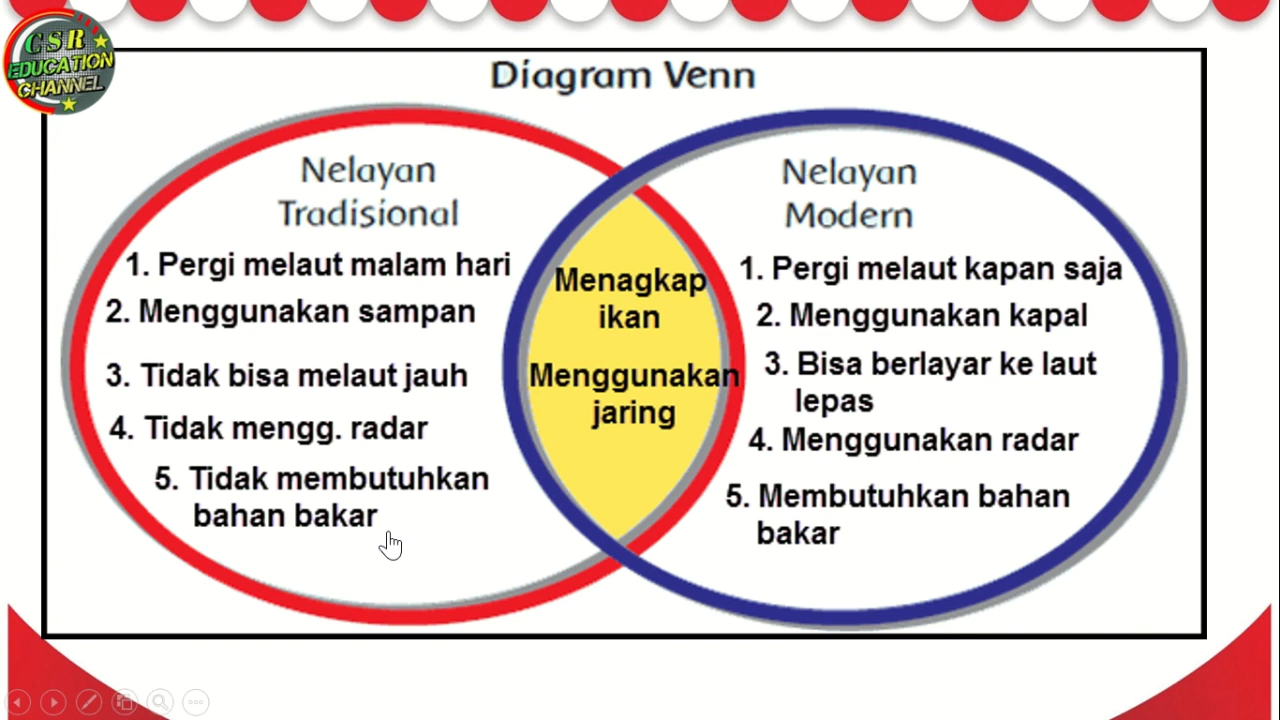 CSR
EDUCATION
CHANNEL
Diagram Venn
Nelayan
Tradisional
1. Pergi melaut malam hari
2. Menggunakan sampan
3. Tidak bisa melaut jauh
4. Tidak mengg. radar
5. Tidak membutuhkan
bahan bakar
Menagkap
ikan
Menggunakan
jaring
Nelayan
Modern
1. Pergi melaut kapan saja
2. Menggunakan kapal
3. Bisa berlayar ke laut
lepas
4. Menggunakan radar
5. Membutuhkan bahan
bakar